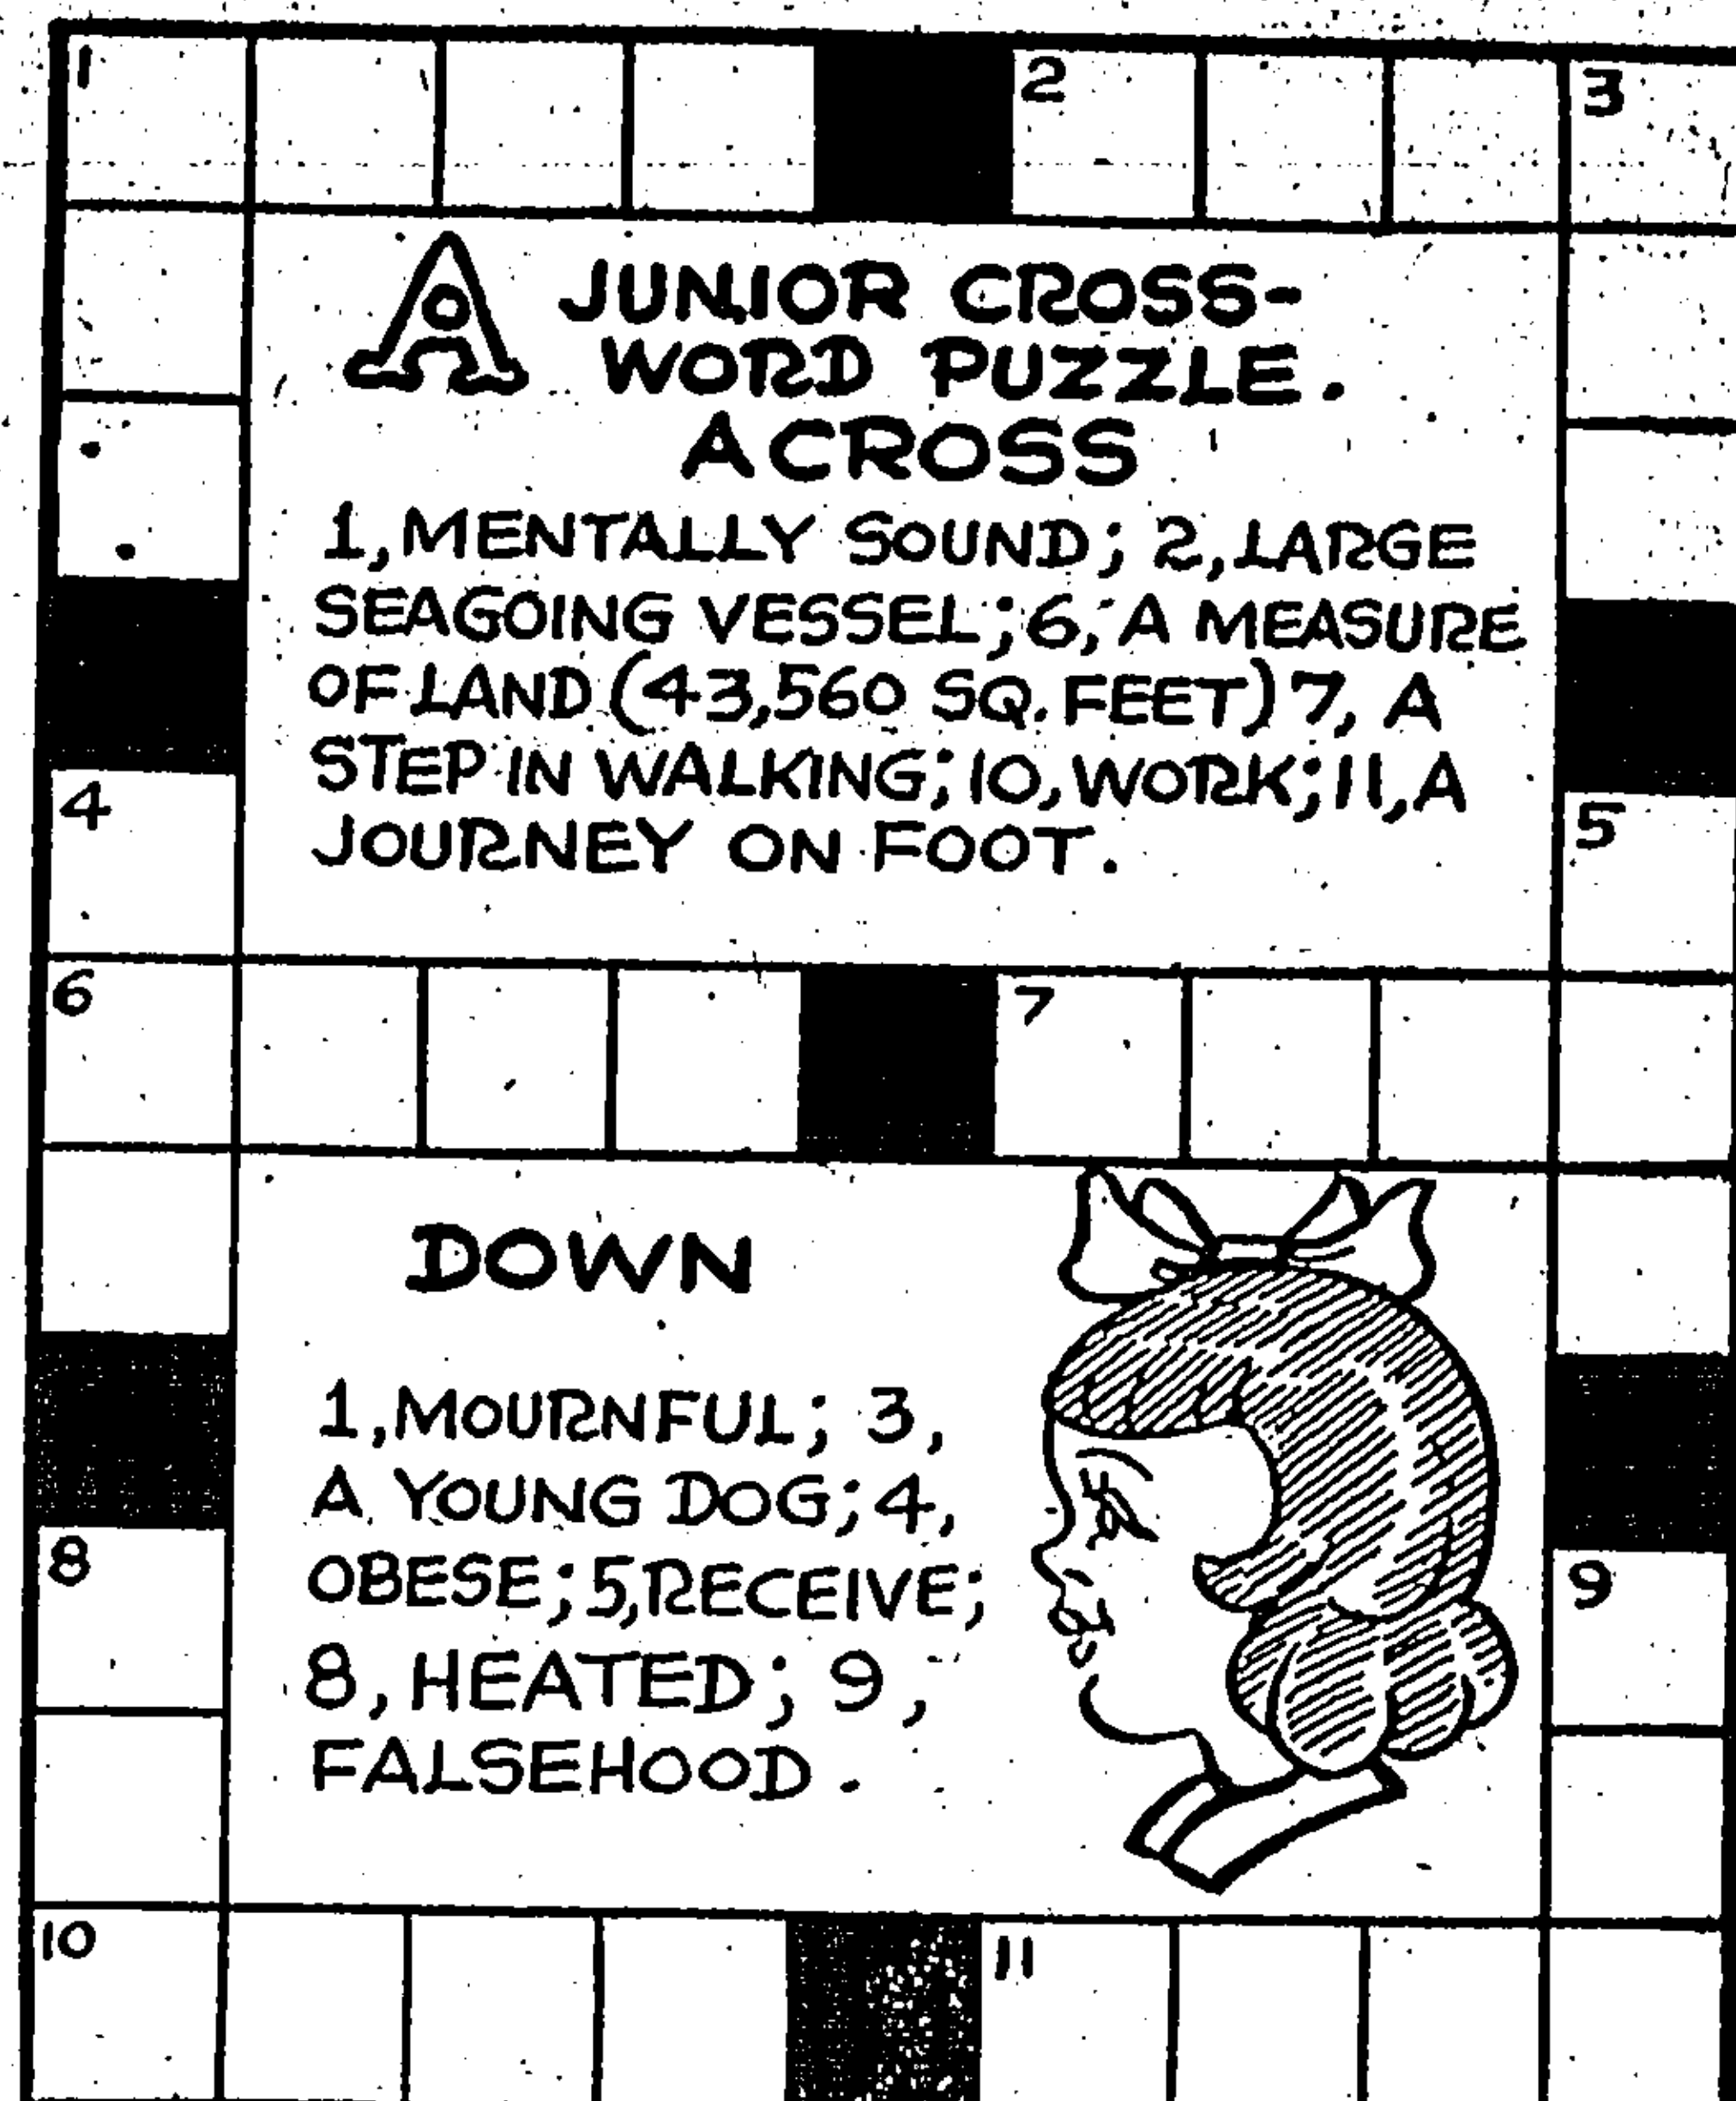 1
2
3
A JUNIOR CROSS-
WORD PUZZLE.
ACROSS
1, MENTALLY SOUND; 2, LARGE
SEAGOING VESSEL; 6, A MEASURE
OF LAND (43,560 SQ. FEET) 7, A
STEP IN WALKING; 10, WORK; 11, A
JOURNEY ON FOOT.
4
5
6
7
DOWN
1, MOURNFUL; 3,
A YOUNG DOG; 4,
OBESE; 5, RECEIVE;
8, HEATED; 9,
FALSEHOOD.
8
9
10
11